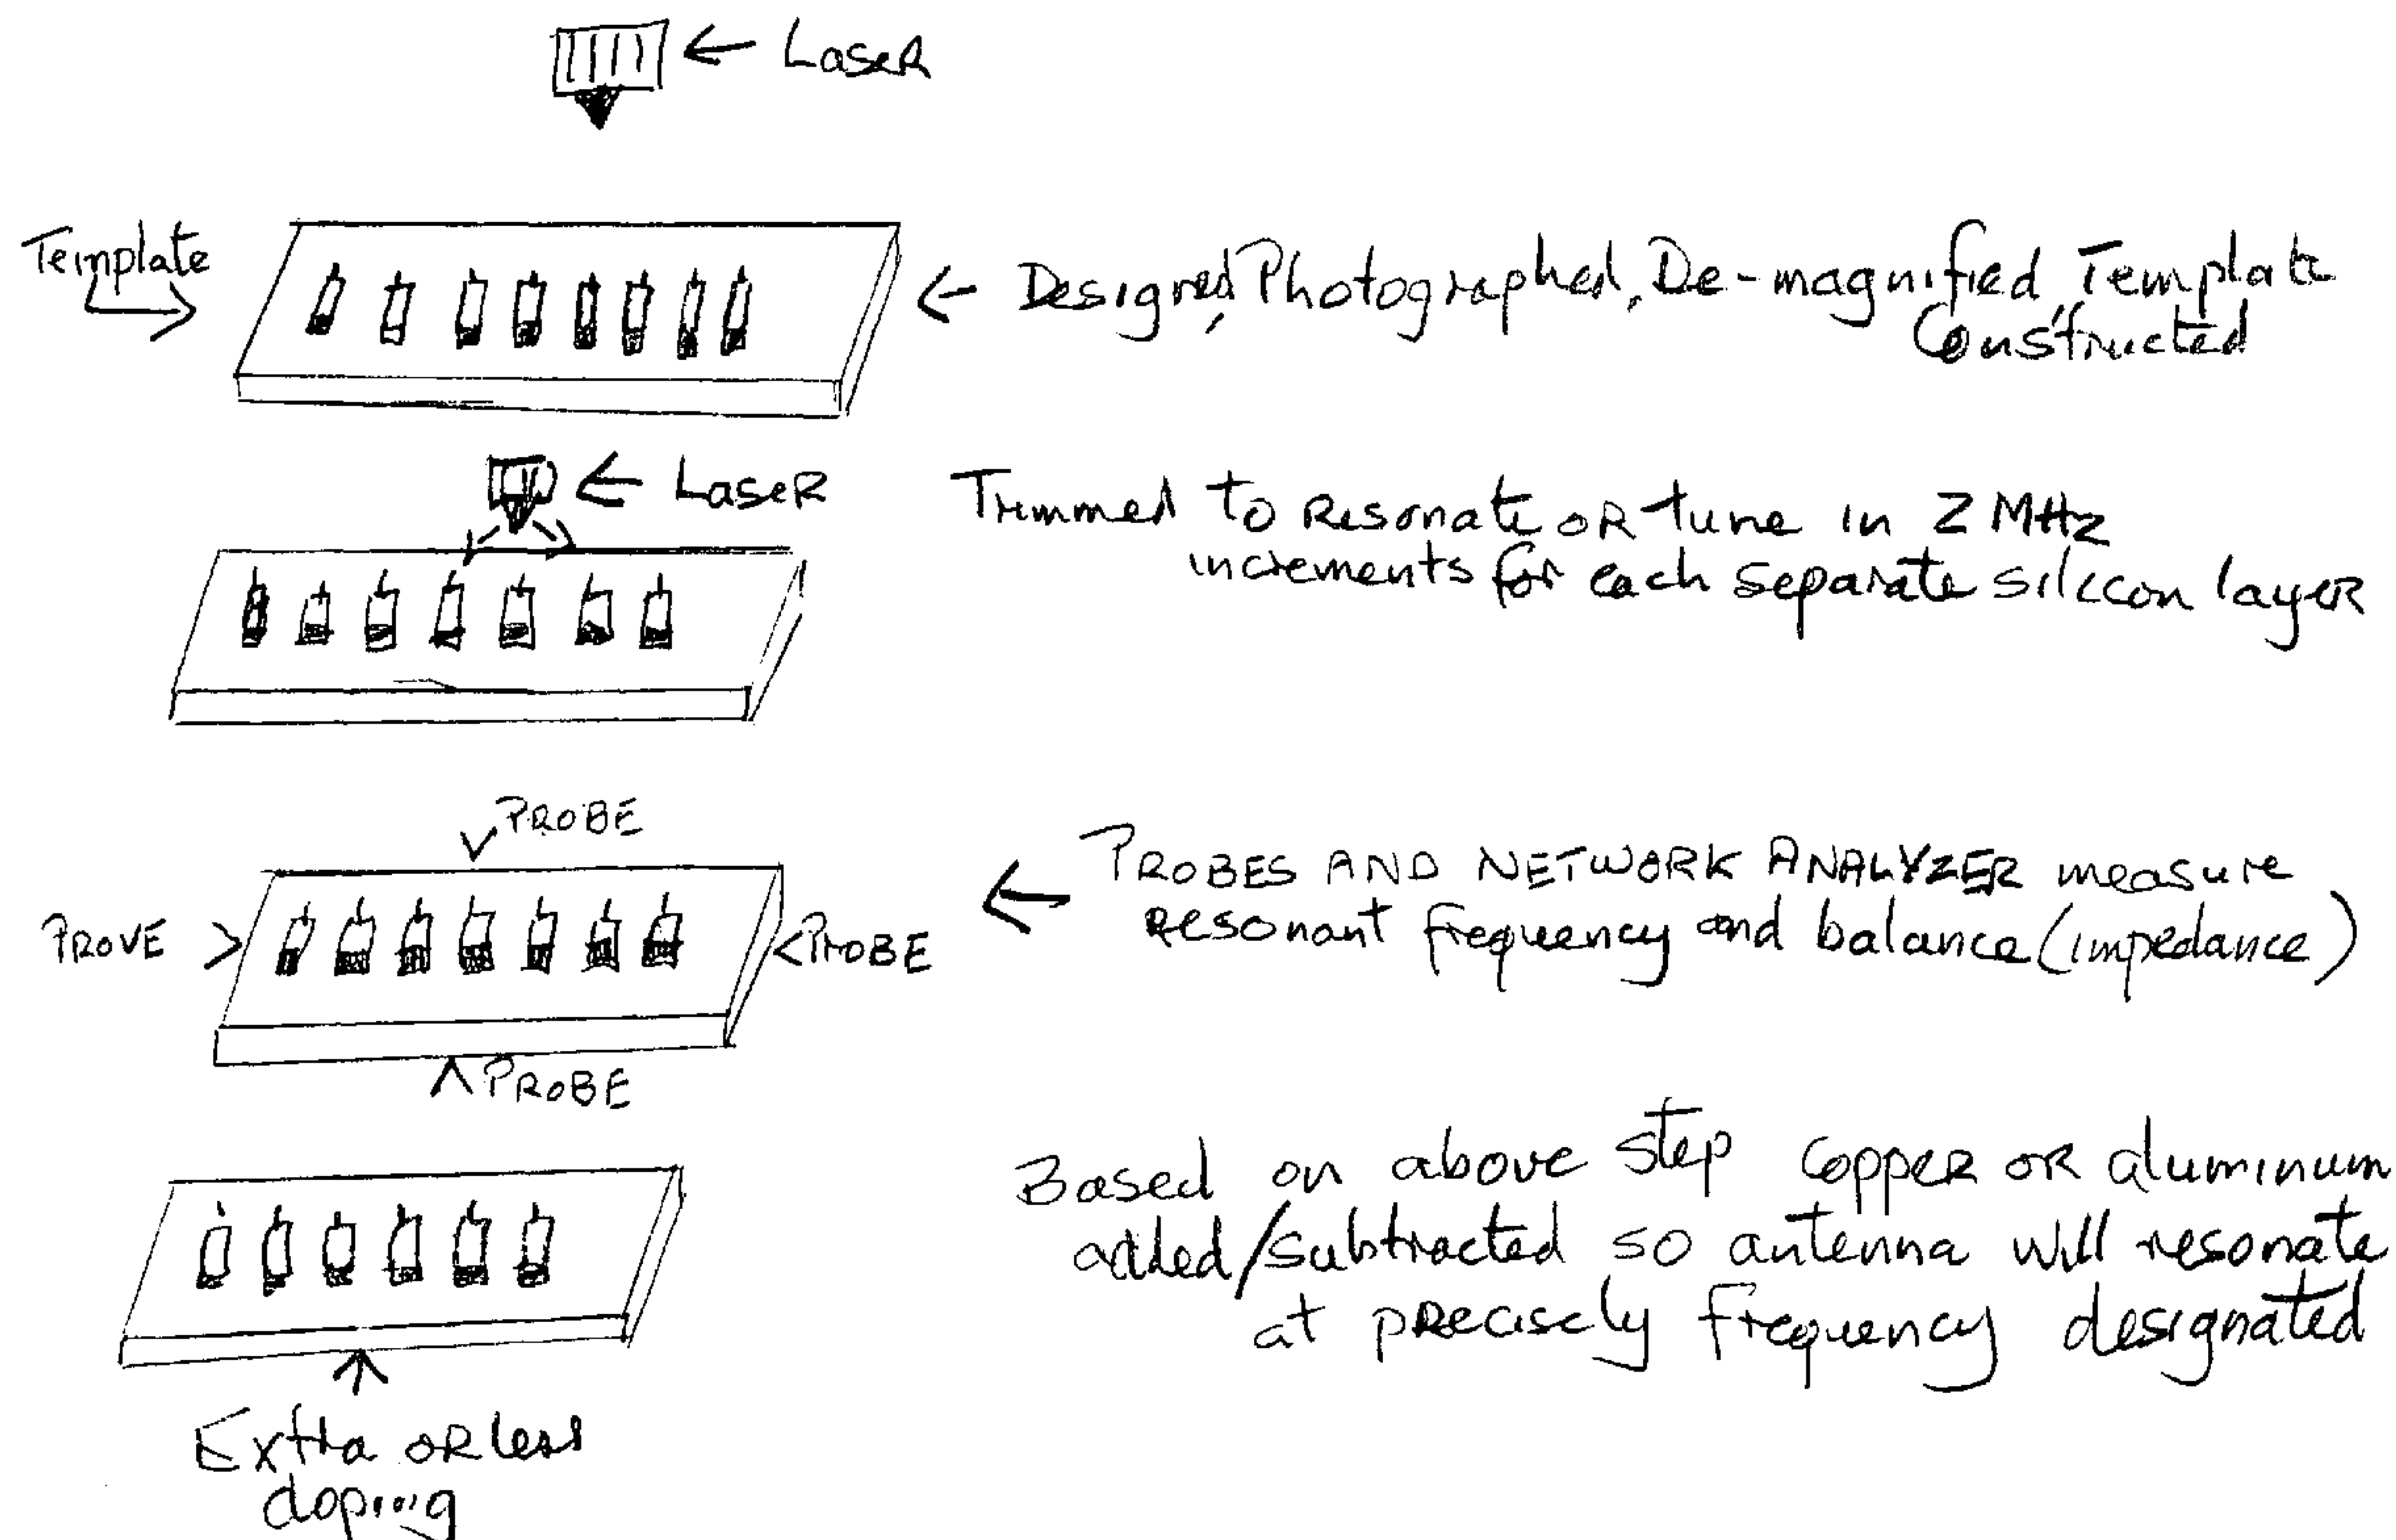 Laser
Template
Designed, Photographed, De-magnified, Template
Constructed
Laser
Trimmed to Resonate or tune in 2 MHz
increments for each separate silicon layer
PROBE
PROVE
PROBE
PROBES AND NETWORK ANALYZER measure
resonant frequency and balance (impedance)
PROBE
Based on above step copper or aluminum
added/subtracted so antenna will resonate
at precisely frequency designated
Extra or less
doping